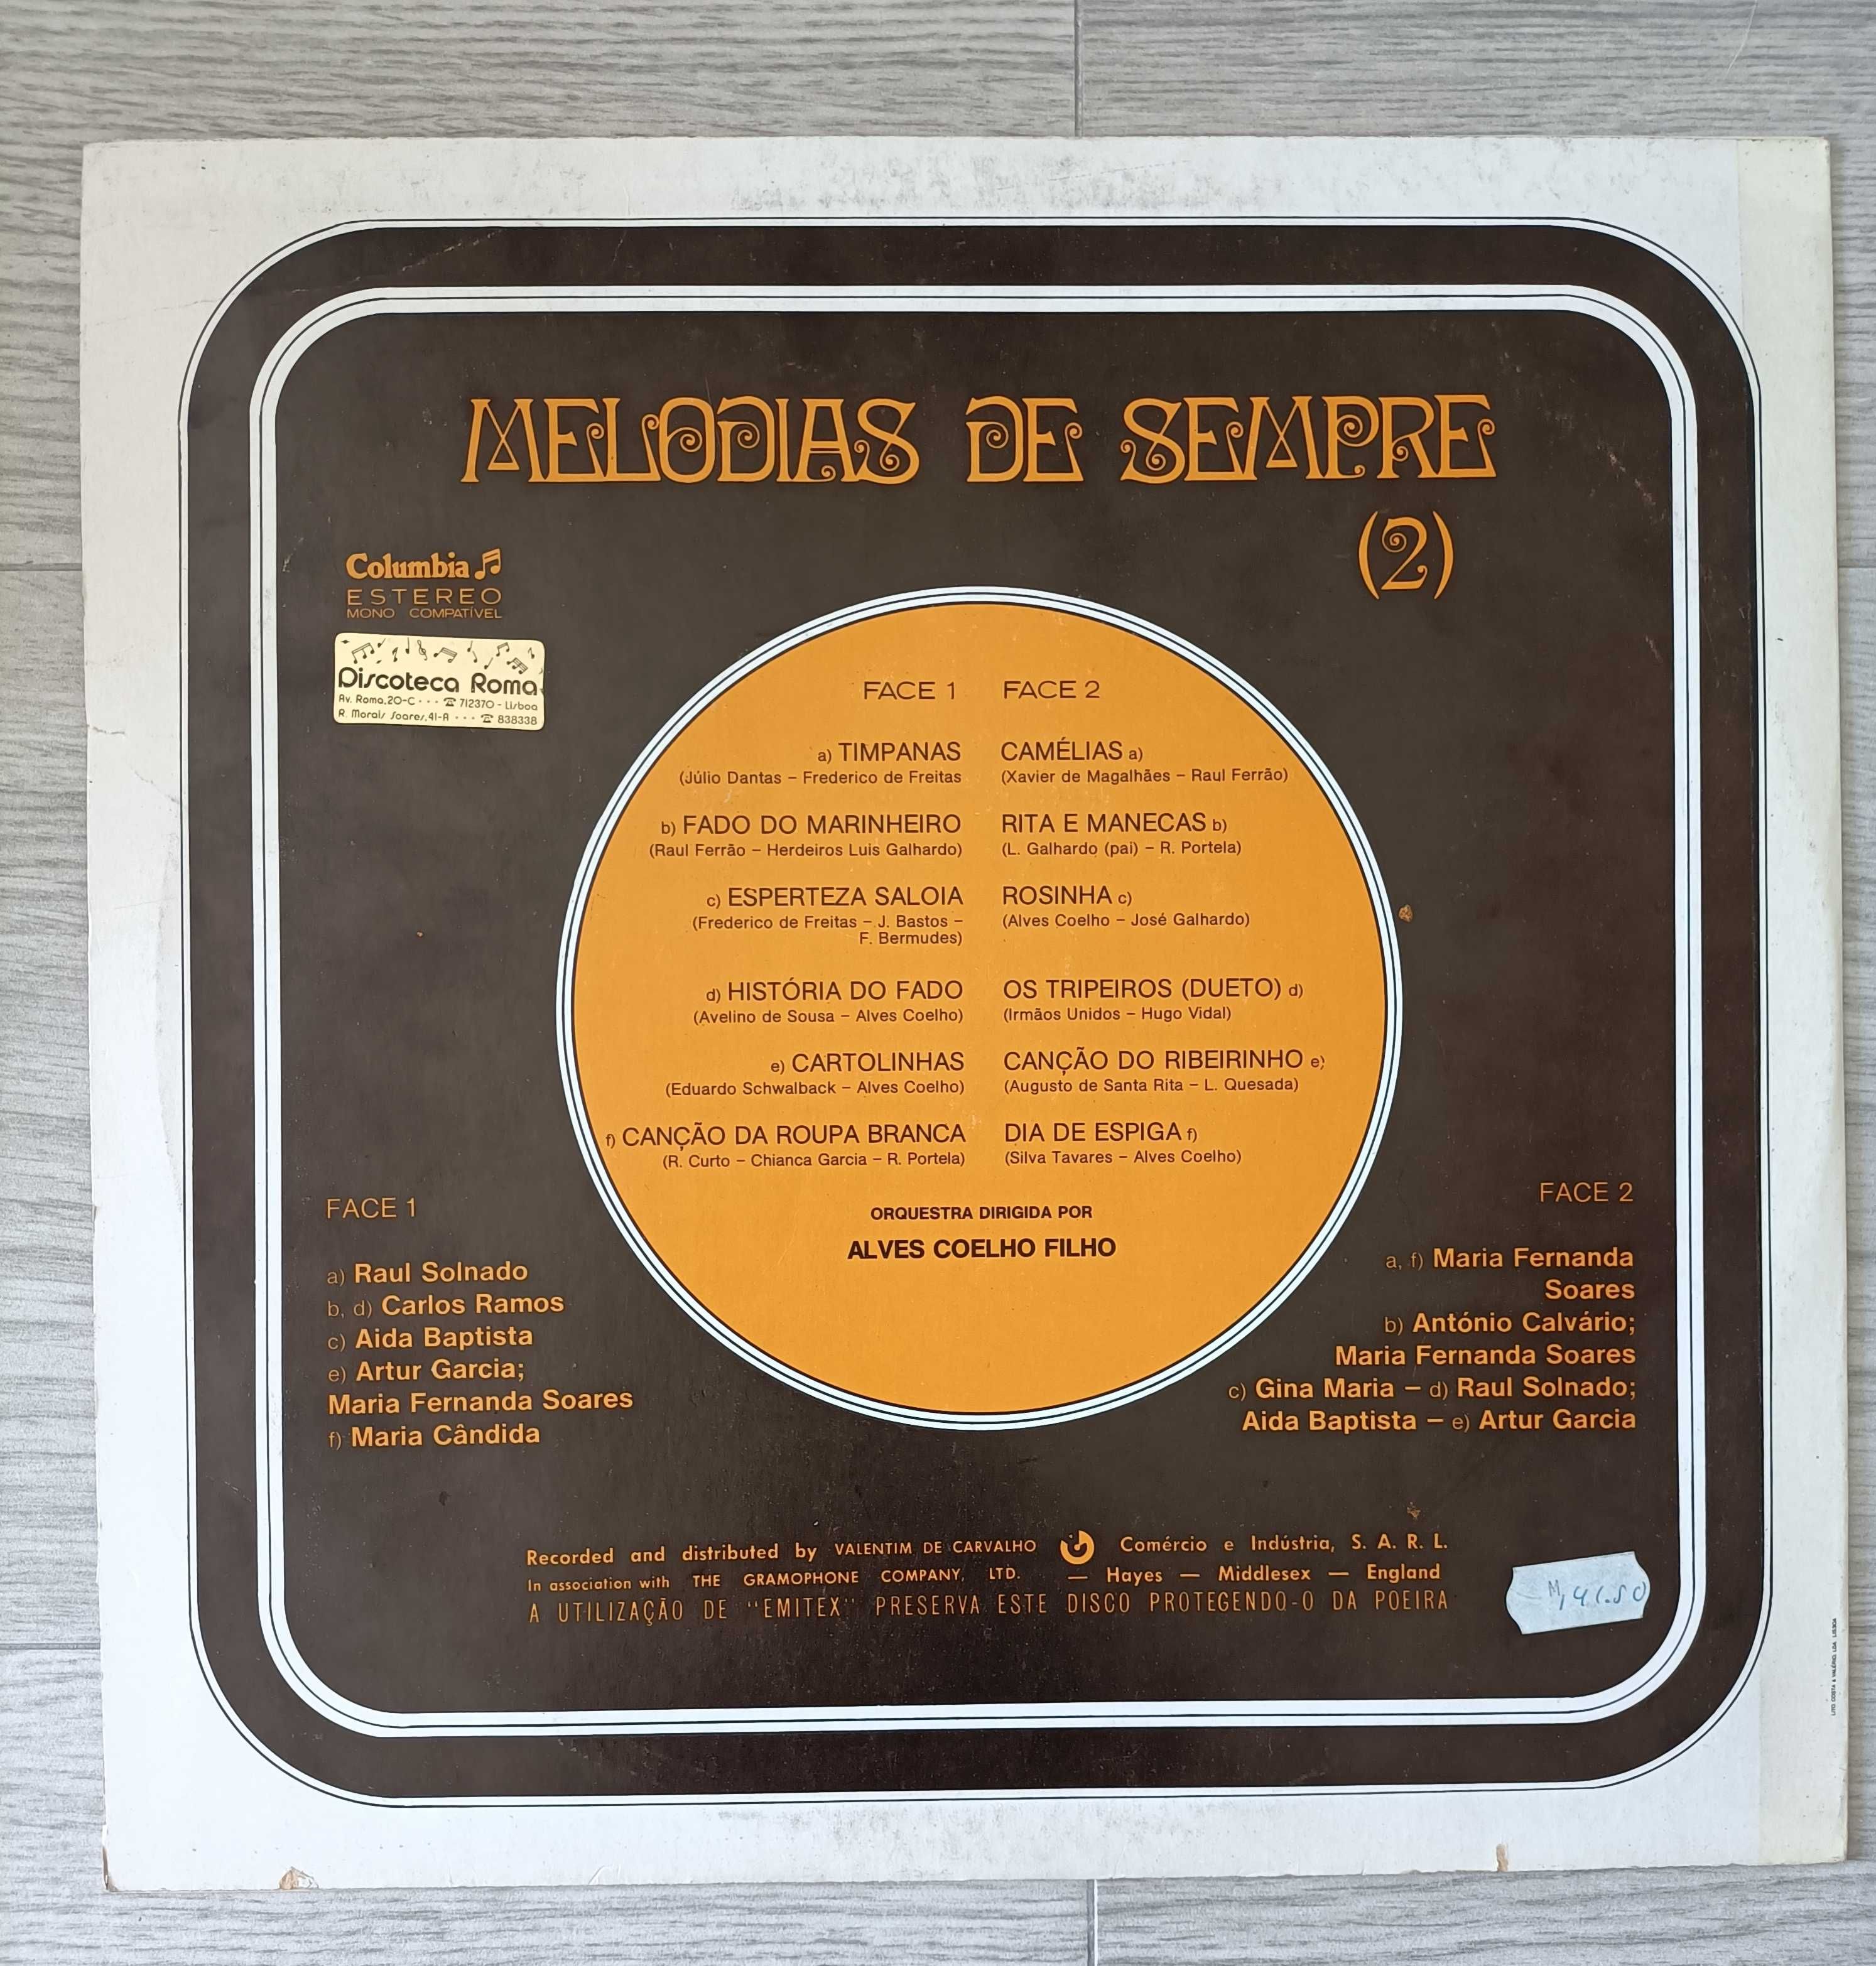 MELODIAS DE SEMPRE
(2)
Columbia
ESTEREO
MONO COMPATÍVEL
Discoteca Roma
Av. Roma, 20-C - - - ☎ 712370 - Lisboa
R. Morais Soares, 41-A - - - ☎ 838338
FACE 1
a) TIMPANAS
(Júlio Dantas – Frederico de Freitas
b) FADO DO MARINHEIRO
(Raul Ferrão – Herdeiros Luis Galhardo)
c) ESPERTEZA SALOIA
(Frederico de Freitas – J. Bastos –
F. Bermudes)
d) HISTÓRIA DO FADO
(Avelino de Sousa – Alves Coelho)
e) CARTOLINHAS
(Eduardo Schwalback – Alves Coelho)
f) CANÇÃO DA ROUPA BRANCA
(R. Curto – Chianca Garcia – R. Portela)
FACE 2
CAMÉLIAS a)
(Xavier de Magalhães – Raul Ferrão)
RITA E MANECAS b)
(L. Galhardo (pai) – R. Portela)
ROSINHA c)
(Alves Coelho – José Galhardo)
OS TRIPEIROS (DUETO) d)
(Irmãos Unidos – Hugo Vidal)
CANÇÃO DO RIBEIRINHO e)
(Augusto de Santa Rita – L. Quesada)
DIA DE ESPIGA f)
(Silva Tavares – Alves Coelho)
ORQUESTRA DIRIGIDA POR
ALVES COELHO FILHO
FACE 1
a) Raul Solnado
b, d) Carlos Ramos
c) Aida Baptista
e) Artur Garcia;
Maria Fernanda Soares
f) Maria Cândida
FACE 2
a, f) Maria Fernanda
Soares
b) António Calvário;
Maria Fernanda Soares
c) Gina Maria – d) Raul Solnado;
Aida Baptista – e) Artur Garcia
Recorded and distributed by VALENTIM DE CARVALHO Comércio e Indústria, S. A. R. L.
In association with THE GRAMOPHONE COMPANY, LTD. — Hayes — Middlesex — England
A UTILIZAÇÃO DE "EMITEX" PRESERVA ESTE DISCO PROTEGENDO-O DA POEIRA
LITO COSTA & VALÉRIO, LDA. LISBOA